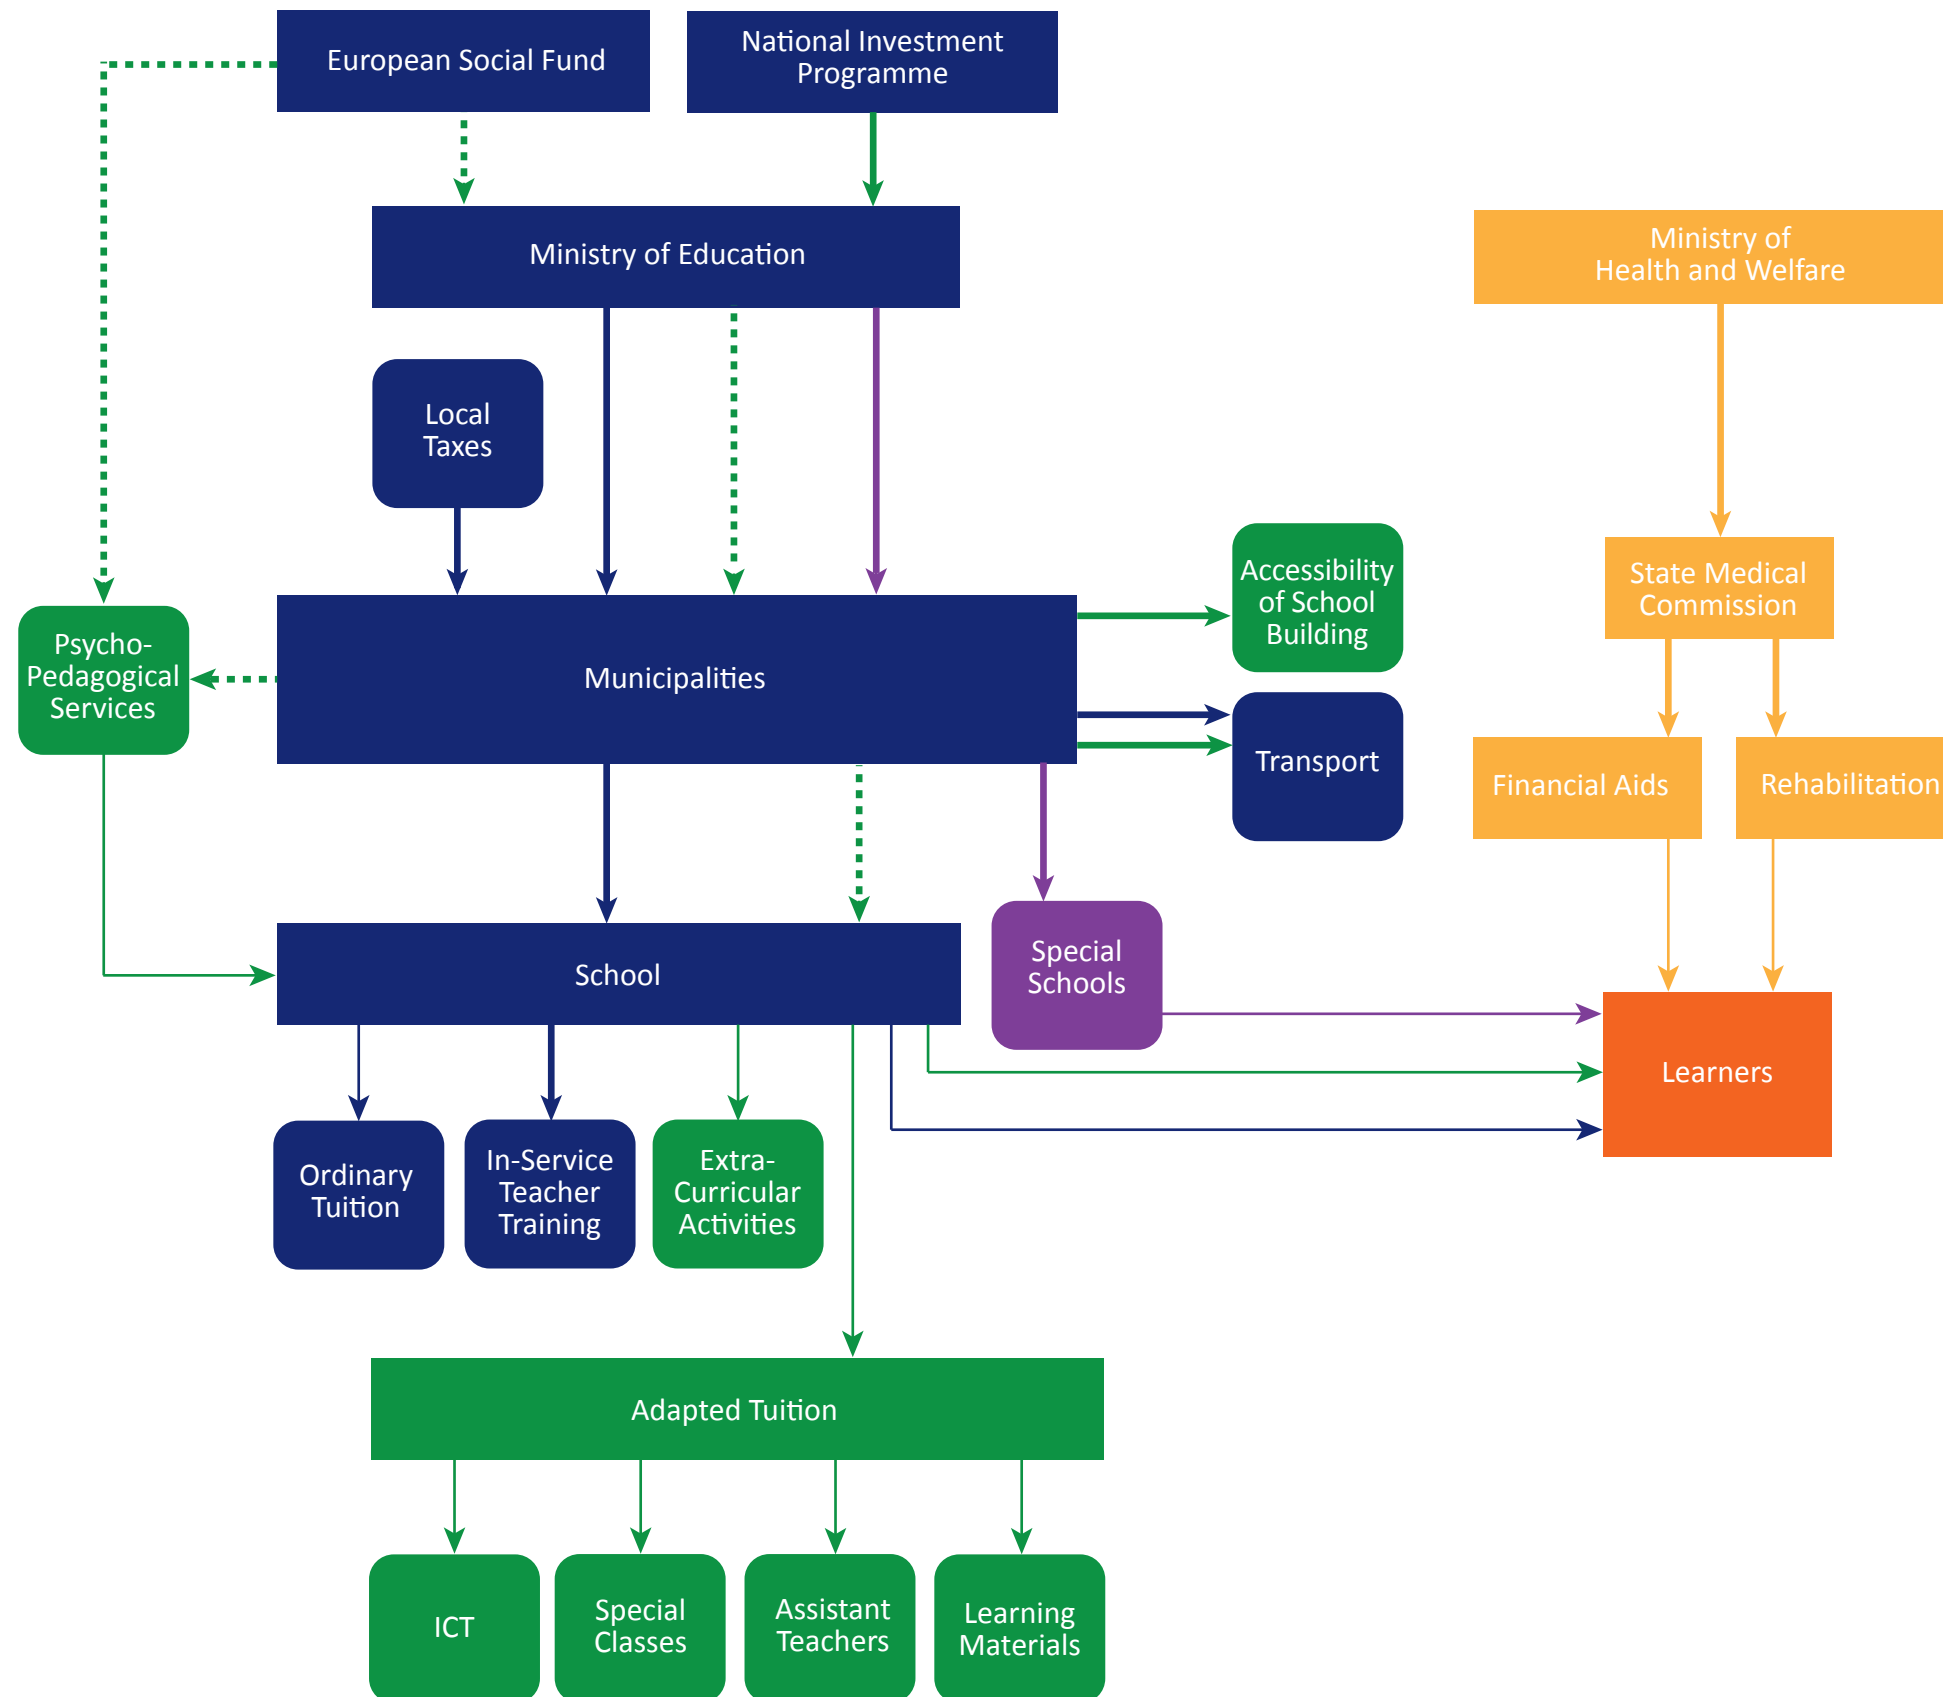 European Social Fund
National Investment
Programme
Ministry of Education
Ministry of
Health and Welfare
Local
Taxes
Accessibility
of School
Building
State Medical
Commission
Psycho-
Pedagogical
Services
Municipalities
Transport
Financial Aids
Rehabilitation
School
Special
Schools
Learners
Ordinary
Tuition
In-Service
Teacher
Training
Extra-
Curricular
Activities
Adapted Tuition
ICT
Special
Classes
Assistant
Teachers
Learning
Materials